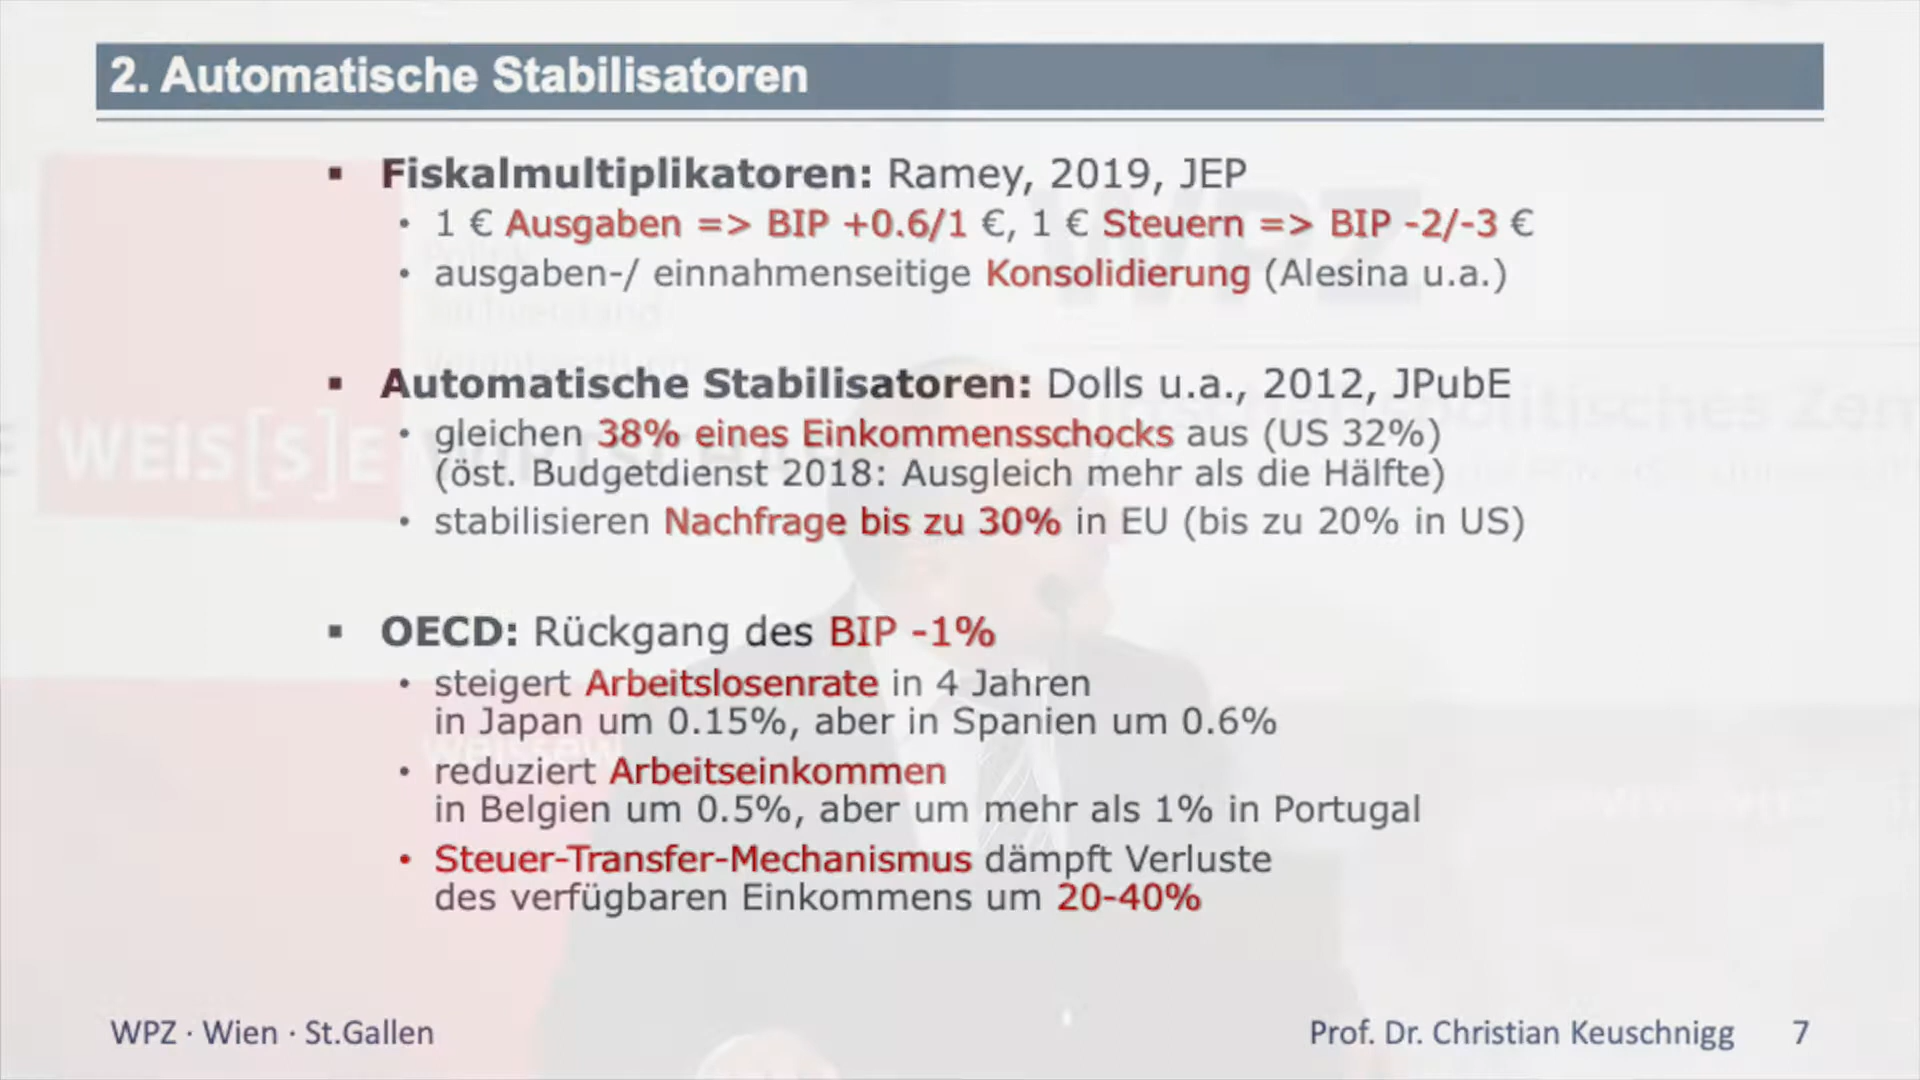 2. Automatische Stabilisatoren
▪ Fiskalmultiplikatoren: Ramey, 2019, JEP
• 1 € Ausgaben => BIP +0.6/1 €, 1 € Steuern => BIP -2/-3 €
• ausgaben-/ einnahmenseitige Konsolidierung (Alesina u.a.)
▪ Automatische Stabilisatoren: Dolls u.a., 2012, JPubE
• gleichen 38% eines Einkommensschocks aus (US 32%)
(öst. Budgetdienst 2018: Ausgleich mehr als die Hälfte)
• stabilisieren Nachfrage bis zu 30% in EU (bis zu 20% in US)
▪ OECD: Rückgang des BIP -1%
• steigert Arbeitslosenrate in 4 Jahren
in Japan um 0.15%, aber in Spanien um 0.6%
• reduziert Arbeitseinkommen
in Belgien um 0.5%, aber um mehr als 1% in Portugal
• Steuer-Transfer-Mechanismus dämpft Verluste
des verfügbaren Einkommens um 20-40%
WPZ · Wien · St.Gallen
Prof. Dr. Christian Keuschnigg 7
WEIS[S]E
WPZ